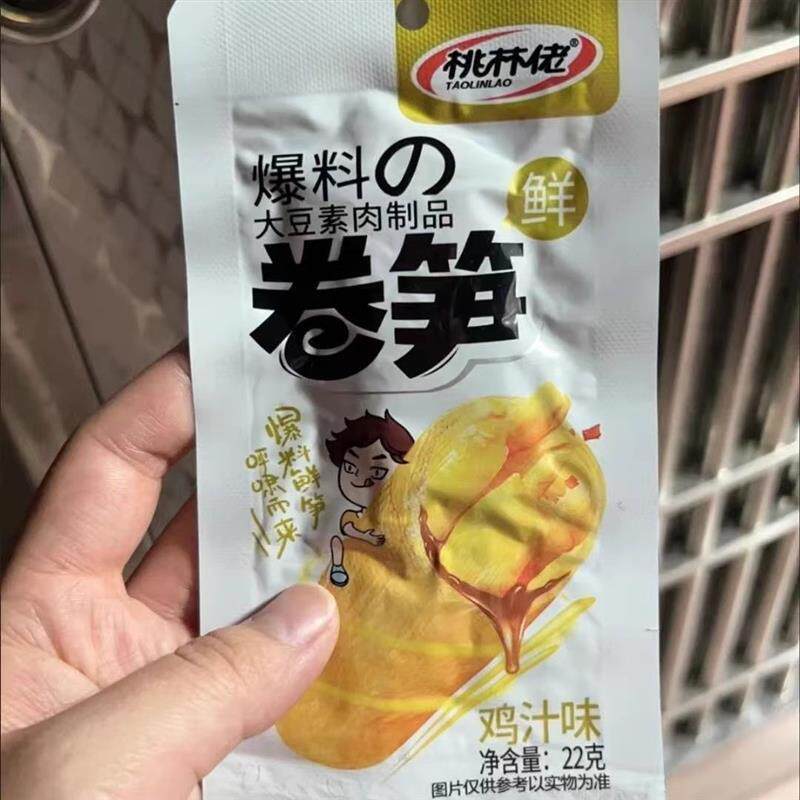 桃林佬®
TAOLINLAO
爆料の
鲜
大豆素肉制品
卷笋
爆料鲜笋
呼啸而来
鸡汁味
净含量：22克
图片仅供参考以实物为准